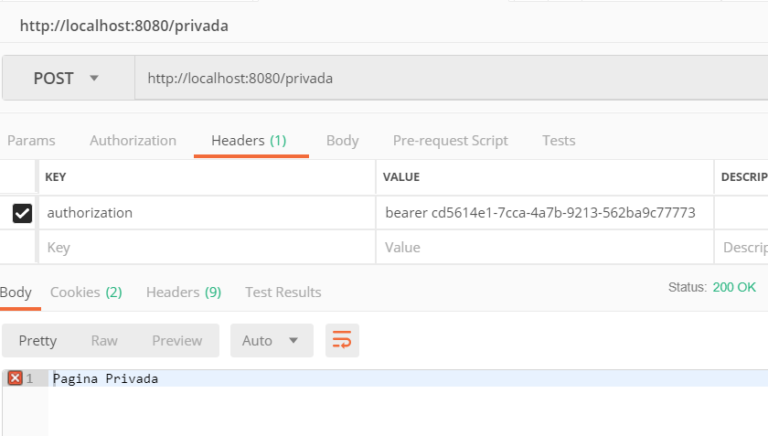 http://localhost:8080/privada
POST http://localhost:8080/privada
Params Authorization Headers (1) Body Pre-request Script Tests
KEY VALUE DESCRIP
authorization bearer cd5614e1-7cca-4a7b-9213-562ba9c77773
Key Value Descrip
Body Cookies (2) Headers (9) Test Results Status: 200 OK
Pretty Raw Preview Auto
1 Pagina Privada